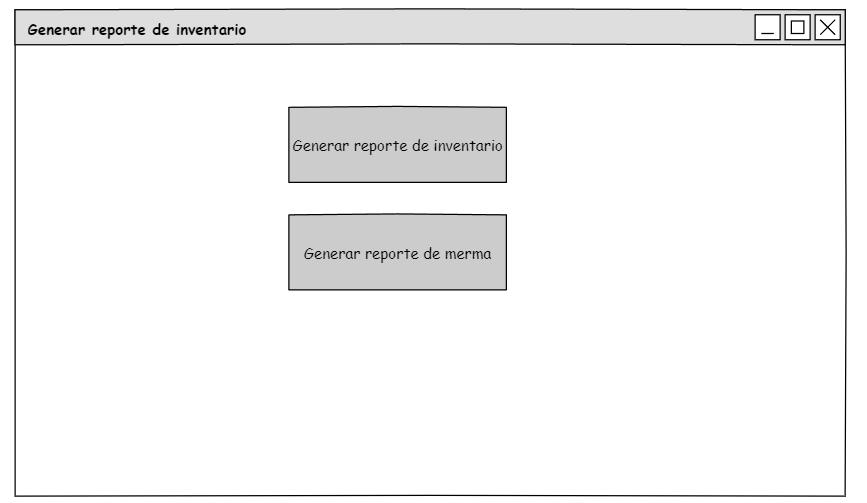 Generar reporte de inventario
Generar reporte de inventario
Generar reporte de merma